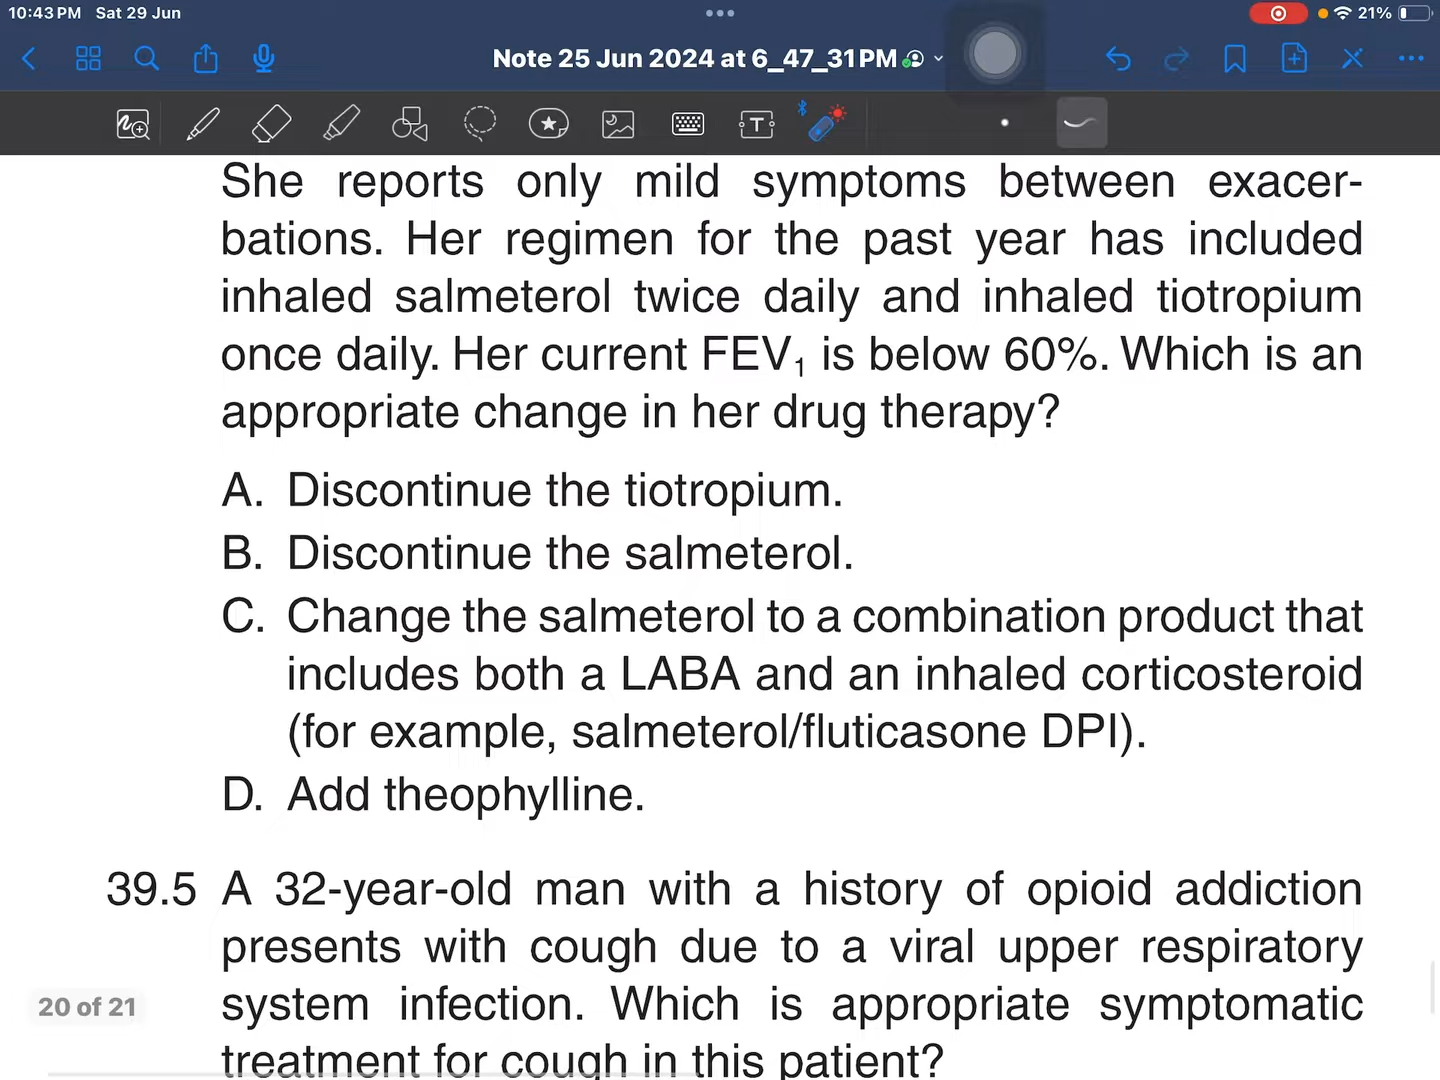 10:43 PM Sat 29 Jun
21%
Note 25 Jun 2024 at 6_47_31 PM
She reports only mild symptoms between exacer-
bations. Her regimen for the past year has included
inhaled salmeterol twice daily and inhaled tiotropium
once daily. Her current FEV₁ is below 60%. Which is an
appropriate change in her drug therapy?
A. Discontinue the tiotropium.
B. Discontinue the salmeterol.
C. Change the salmeterol to a combination product that
includes both a LABA and an inhaled corticosteroid
(for example, salmeterol/fluticasone DPI).
D. Add theophylline.
39.5 A 32-year-old man with a history of opioid addiction
presents with cough due to a viral upper respiratory
system infection. Which is appropriate symptomatic
treatment for cough in this patient?
20 of 21